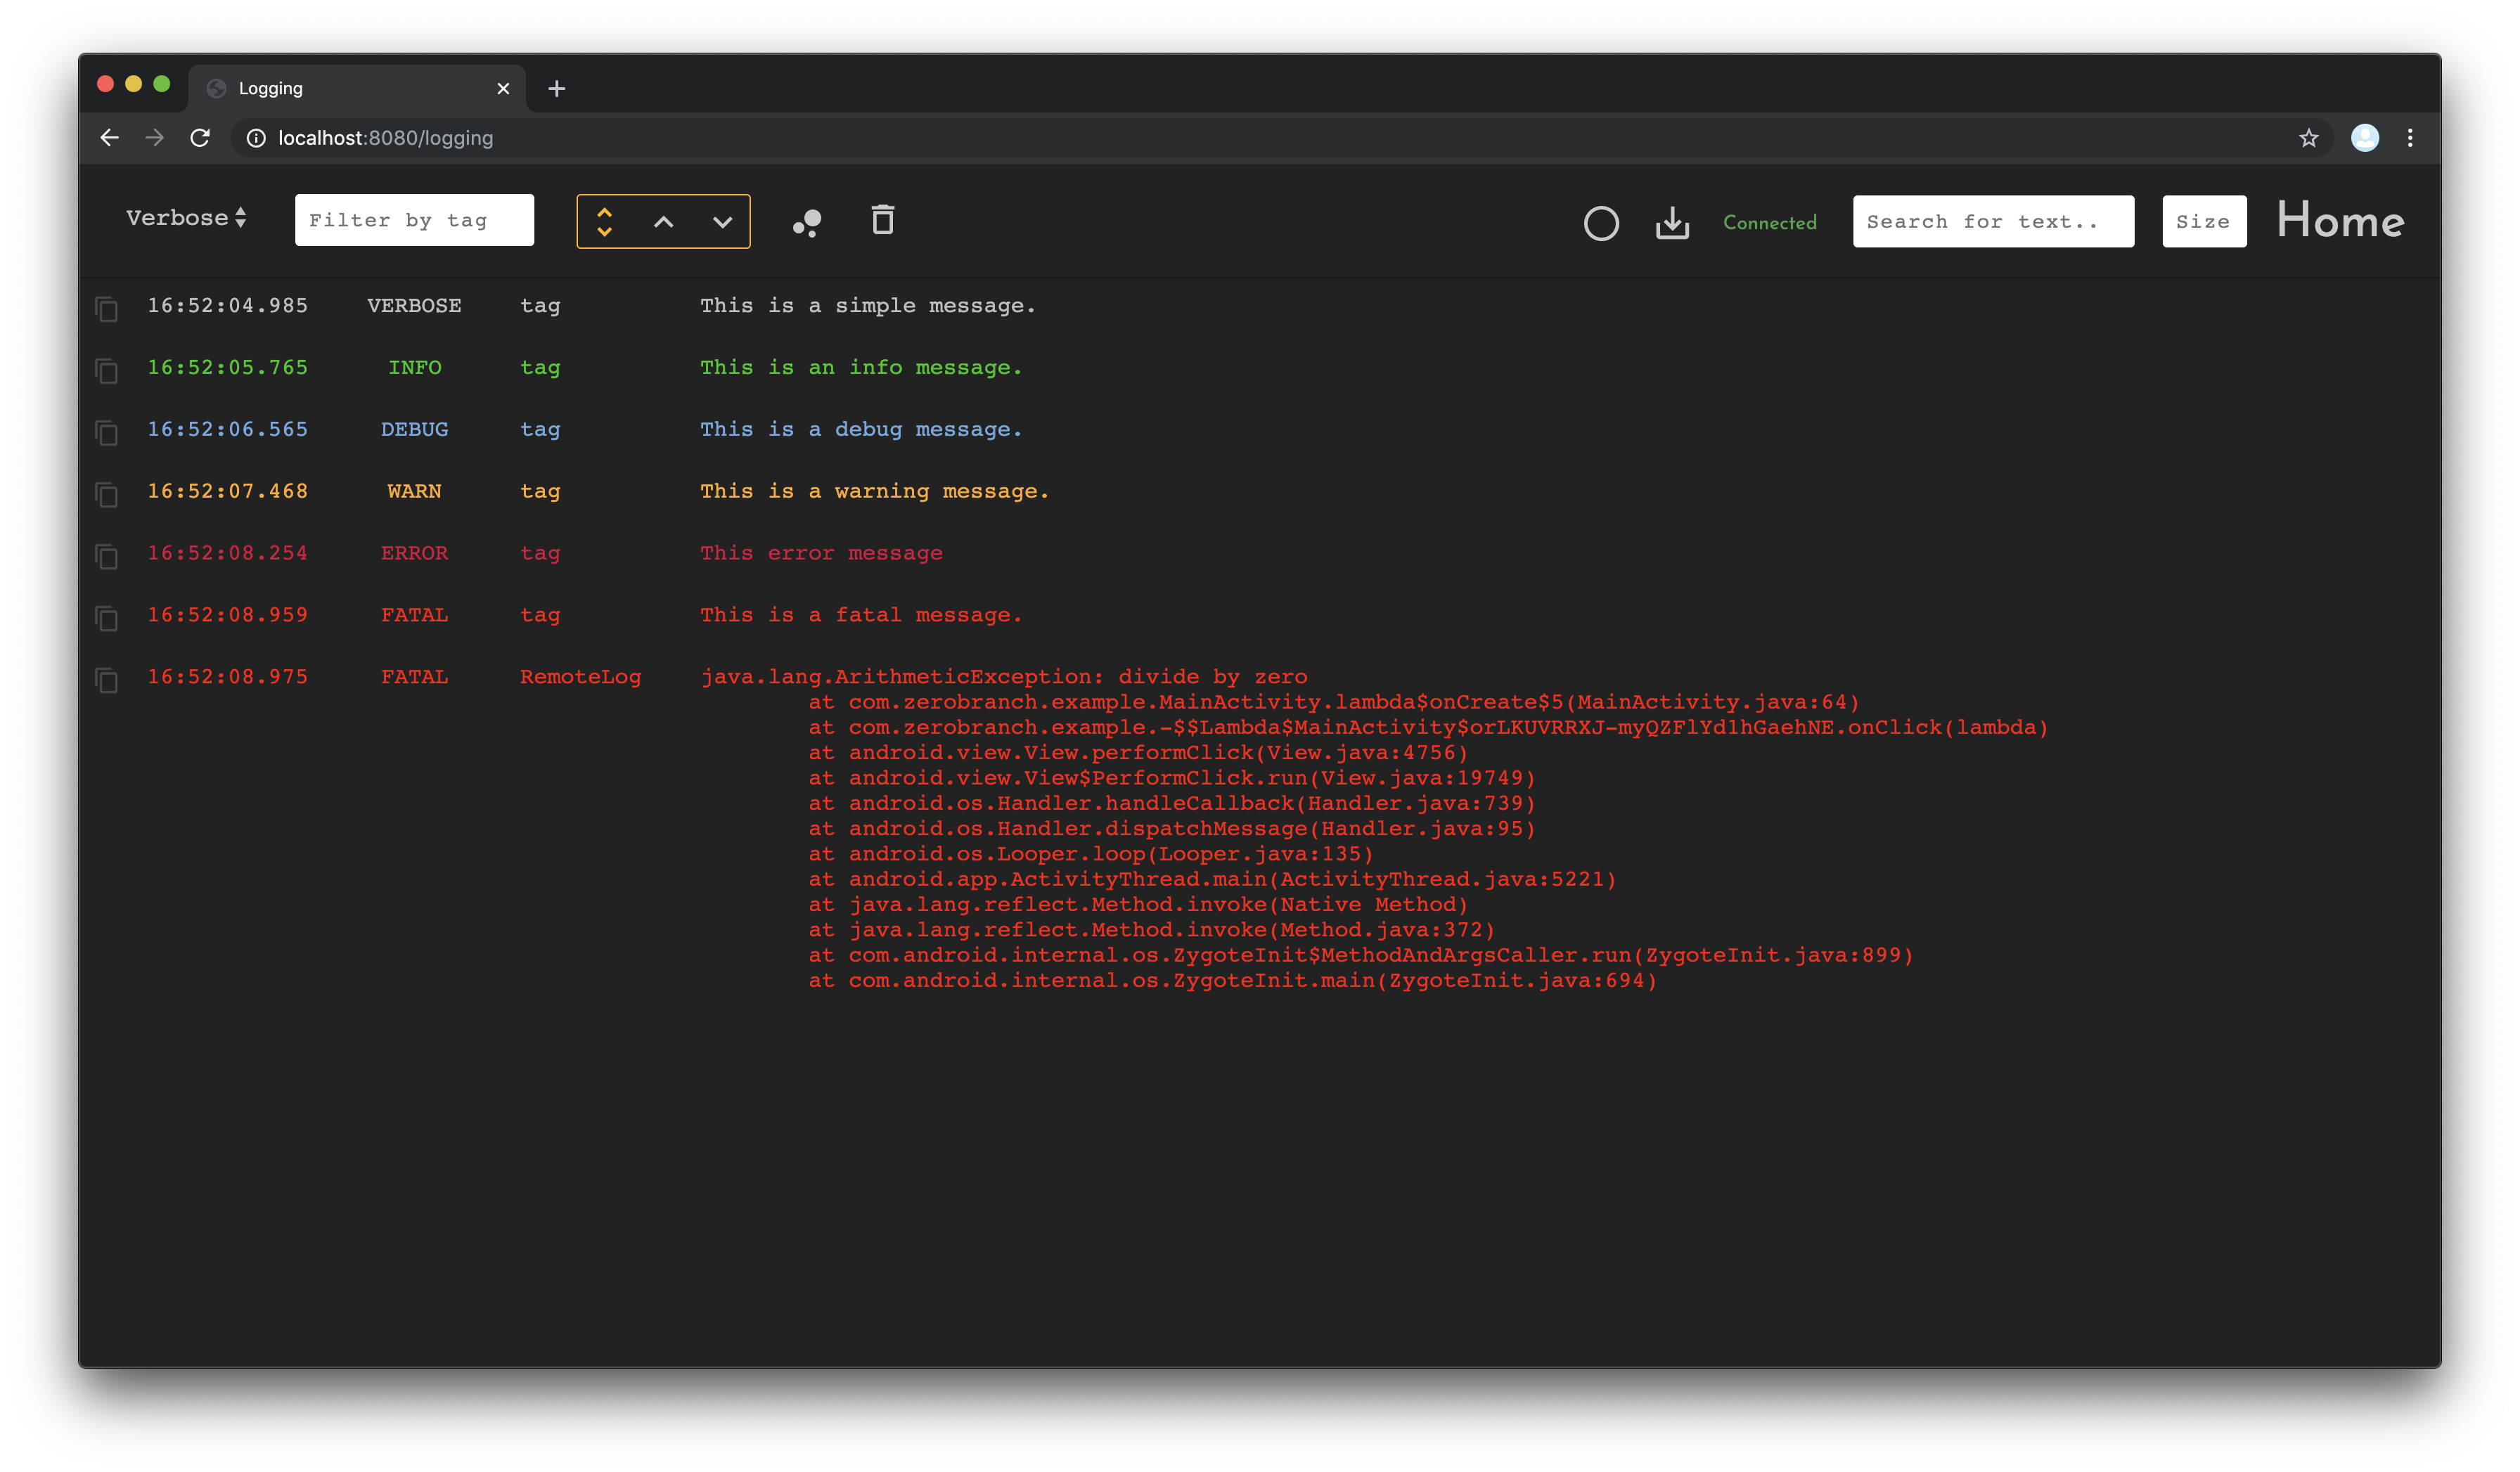 Logging
localhost:8080/logging
Verbose Filter by tag Connected Search for text.. Size Home
16:52:04.985 VERBOSE tag This is a simple message.
16:52:05.765 INFO tag This is an info message.
16:52:06.565 DEBUG tag This is a debug message.
16:52:07.468 WARN tag This is a warning message.
16:52:08.254 ERROR tag This error message
16:52:08.959 FATAL tag This is a fatal message.
16:52:08.975 FATAL RemoteLog java.lang.ArithmeticException: divide by zero
at com.zerobranch.example.MainActivity.lambda$onCreate$5(MainActivity.java:64)
at com.zerobranch.example.-$$Lambda$MainActivity$orLKUVRRXJ-myQZFlYd1hGaehNE.onClick(lambda)
at android.view.View.performClick(View.java:4756)
at android.view.View$PerformClick.run(View.java:19749)
at android.os.Handler.handleCallback(Handler.java:739)
at android.os.Handler.dispatchMessage(Handler.java:95)
at android.os.Looper.loop(Looper.java:135)
at android.app.ActivityThread.main(ActivityThread.java:5221)
at java.lang.reflect.Method.invoke(Native Method)
at java.lang.reflect.Method.invoke(Method.java:372)
at com.android.internal.os.ZygoteInit$MethodAndArgsCaller.run(ZygoteInit.java:899)
at com.android.internal.os.ZygoteInit.main(ZygoteInit.java:694)